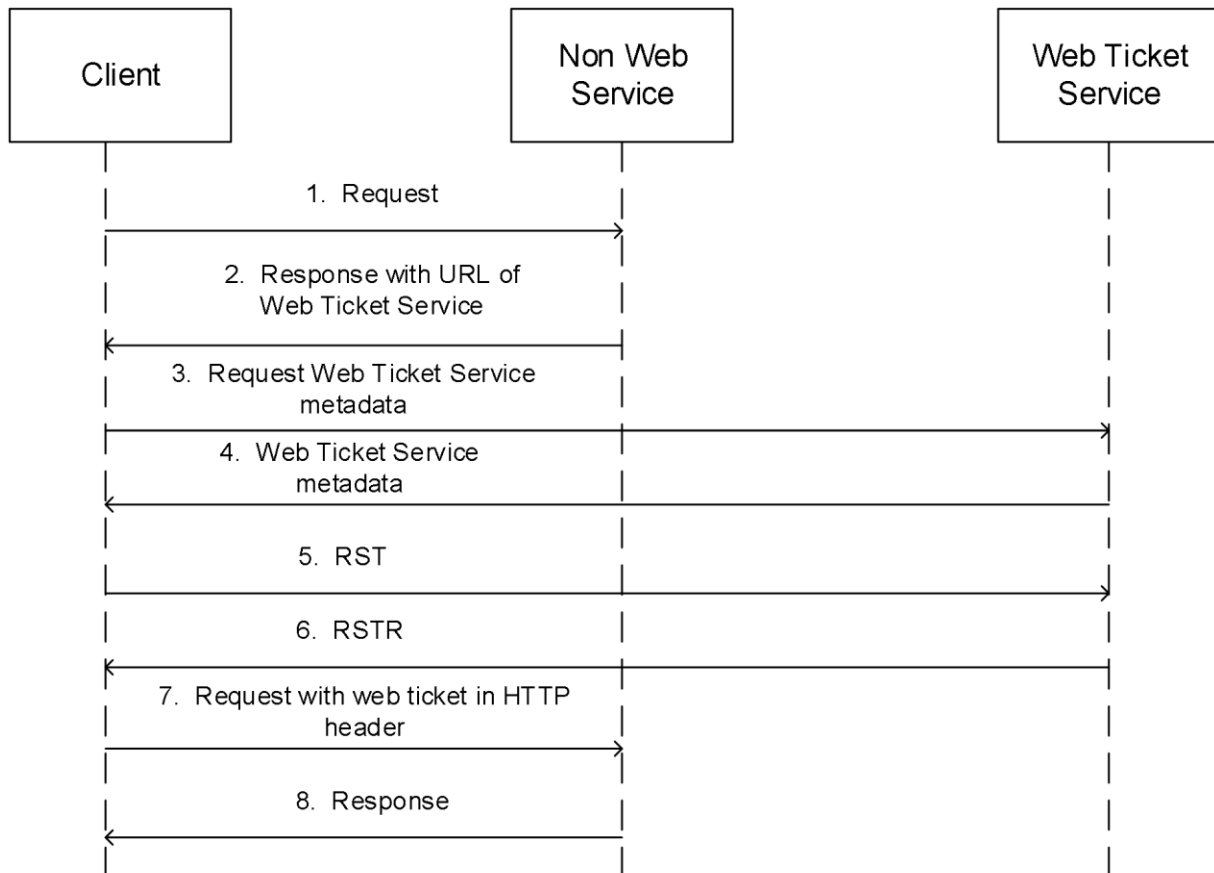 Client
Non Web
Service
Web Ticket
Service
1. Request
2. Response with URL of
Web Ticket Service
3. Request Web Ticket Service
metadata
4. Web Ticket Service
metadata
5. RST
6. RSTR
7. Request with web ticket in HTTP
header
8. Response